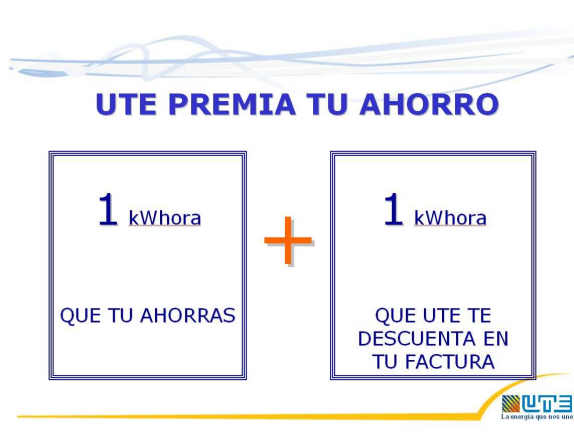 UTE PREMIA TU AHORRO
1 kWhora
QUE TU AHORRAS
+
1 kWhora
QUE UTE TE
DESCUENTA EN
TU FACTURA
UTE
La energía que nos une